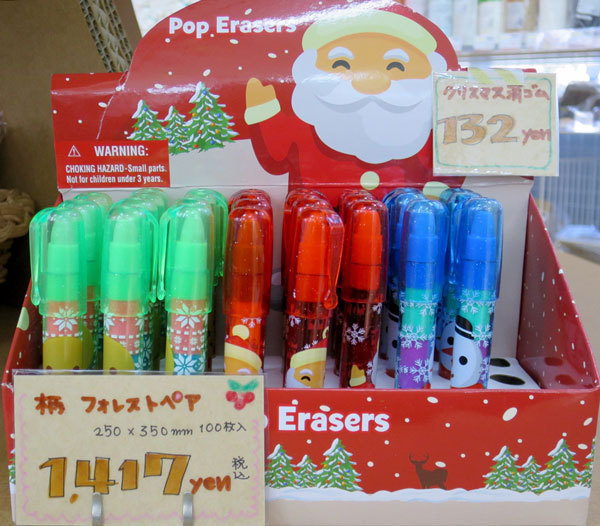 Pop Erasers
クリスマス消ゴム
132 yen
WARNING:
CHOKING HAZARD-Small parts.
Not for children under 3 years.
p Erasers
柄 フォレストペア
250 × 350mm 100枚入
1,417 yen 税込